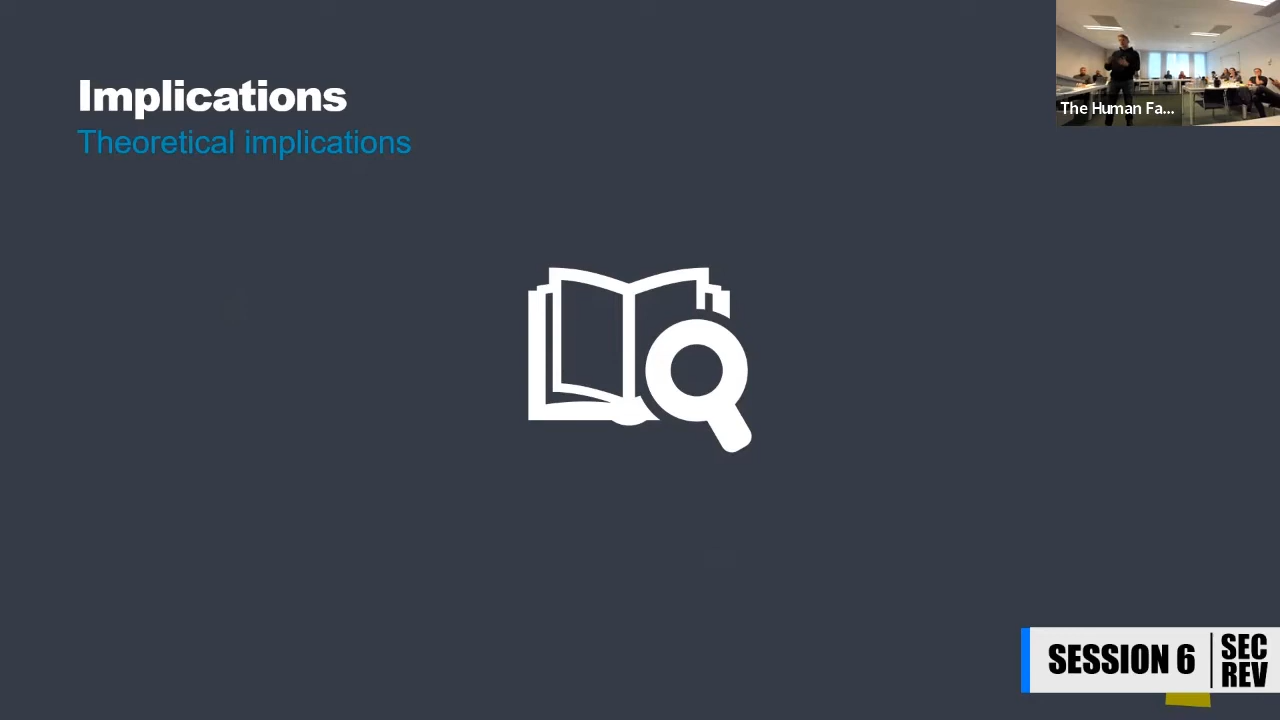 Implications
Theoretical implications
The Human Fa...
SESSION 6
SEC
REV